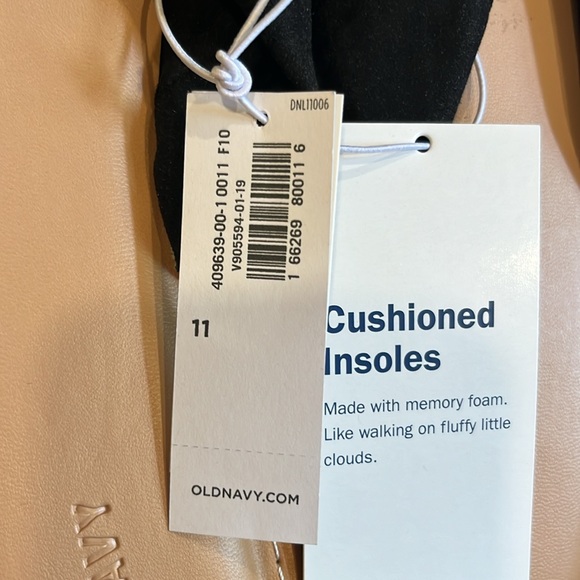 DNL11006
409639-00-1 0011 F10
V905594-01-19
1 66269 80011 6
11
OLDNAVY.COM
Cushioned
Insoles
Made with memory foam.
Like walking on fluffy little
clouds.
AVY